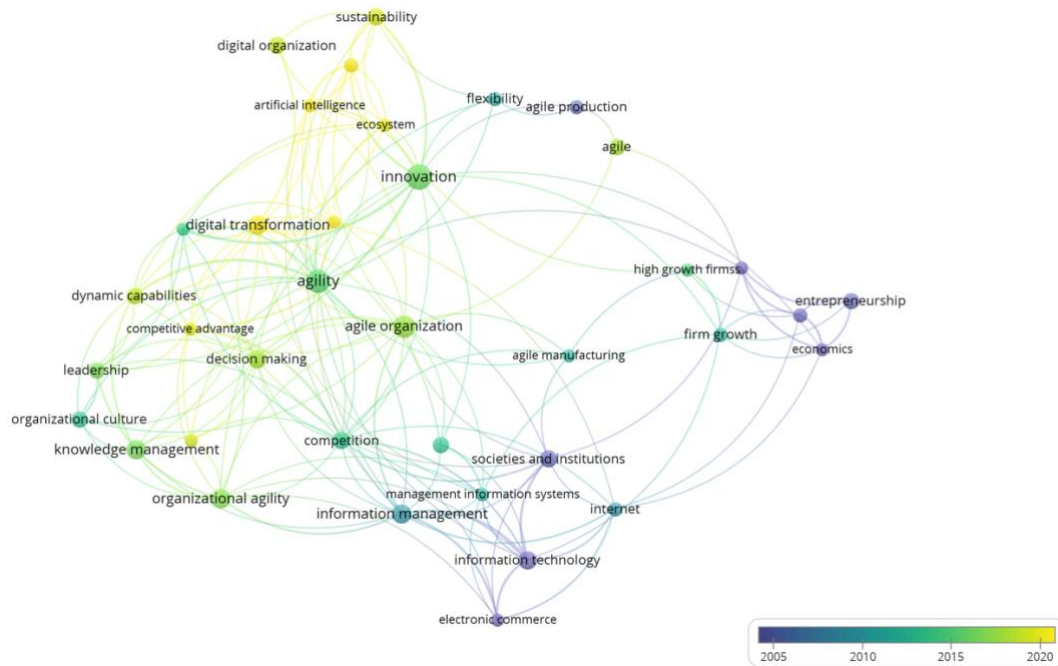 sustainability
digital organization
artificial intelligence
flexibility
agile production
ecosystem
agile
innovation
digital transformation
agility
high growth firmss.
dynamic capabilities
entrepreneurship
competitive advantage
agile organization
firm growth
economics
decision making
agile manufacturing
leadership
organizational culture
competition
knowledge management
societies and institutions
organizational agility
management information systems
information management
internet
information technology
electronic commerce
2005
2010
2015
2020